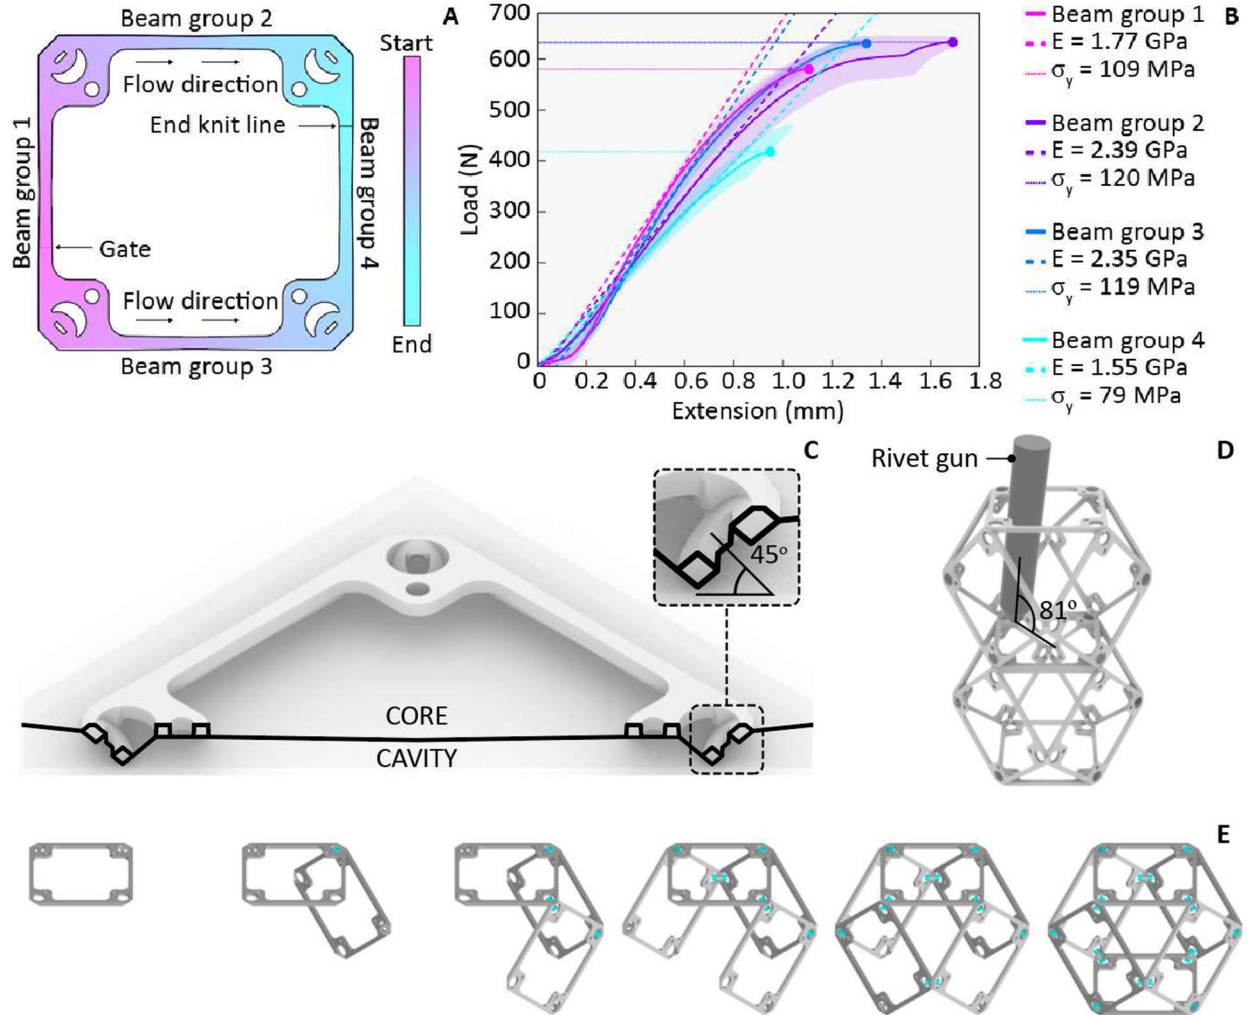 Beam group 2
A
Start
Flow direction
End knit line
Beam group 1
Beam group 4
Gate
Flow direction
End
Beam group 3
B
Load (N)
700
600
500
400
300
200
100
0
0
0.2
0.4
0.6
0.8
1.0
1.2
1.4
1.6
1.8
Extension (mm)
Beam group 1
E = 1.77 GPa
σy = 109 MPa
Beam group 2
E = 2.39 GPa
σy = 120 MPa
Beam group 3
E = 2.35 GPa
σy = 119 MPa
Beam group 4
E = 1.55 GPa
σy = 79 MPa
C
45°
CORE
CAVITY
D
Rivet gun
81°
E